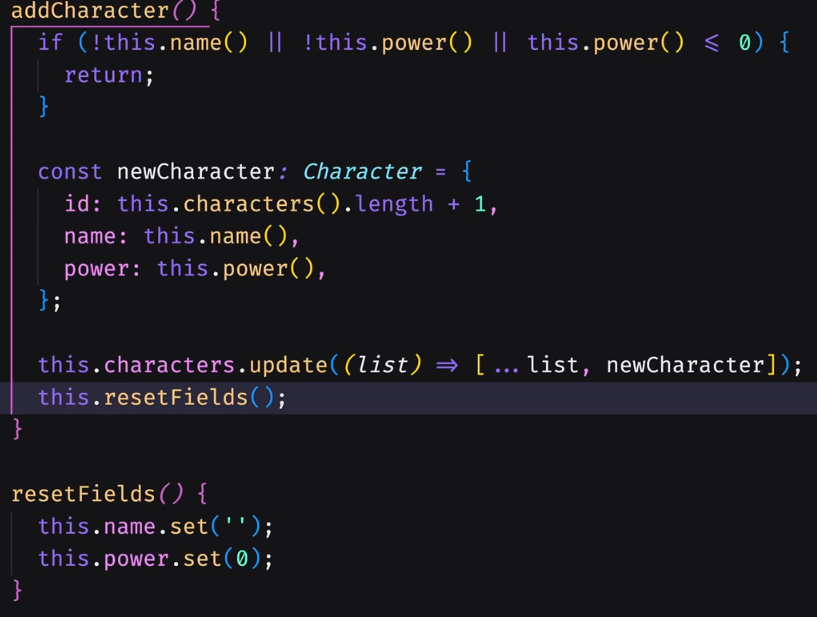 addCharacter() {
  if (!this.name() || !this.power() || this.power() <= 0) {
    return;
  }

  const newCharacter: Character = {
    id: this.characters().length + 1,
    name: this.name(),
    power: this.power(),
  };

  this.characters.update((list) => [ ...list, newCharacter]);
  this.resetFields();
}

resetFields() {
  this.name.set('');
  this.power.set(0);
}